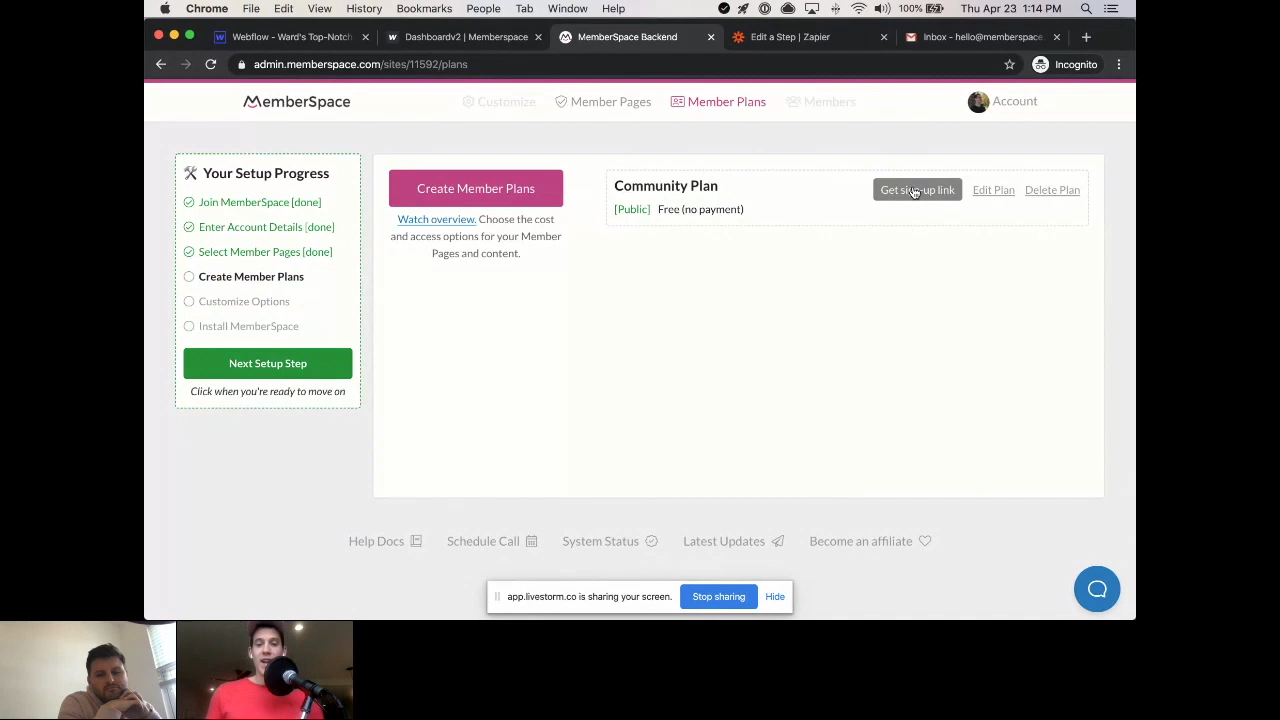 Chrome File Edit View History Bookmarks People Tab Window Help 100% Thu Apr 23 1:14 PM
Webflow - Ward's Top-Notch Dashboardv2 | Memberspace MemberSpace Backend Edit a Step | Zapier Inbox - hello@memberspace.
admin.memberspace.com/sites/11592/plans Incognito
MemberSpace Customize Member Pages Member Plans Members Account
Your Setup Progress
Join MemberSpace [done]
Enter Account Details [done]
Select Member Pages [done]
Create Member Plans
Customize Options
Install MemberSpace
Next Setup Step
Click when you're ready to move on
Create Member Plans
Watch overview. Choose the cost
and access options for your Member
Pages and content.
Community Plan
[Public] Free (no payment)
Get sign-up link Edit Plan Delete Plan
Help Docs Schedule Call System Status Latest Updates Become an affiliate
app.livestorm.co is sharing your screen. Stop sharing Hide